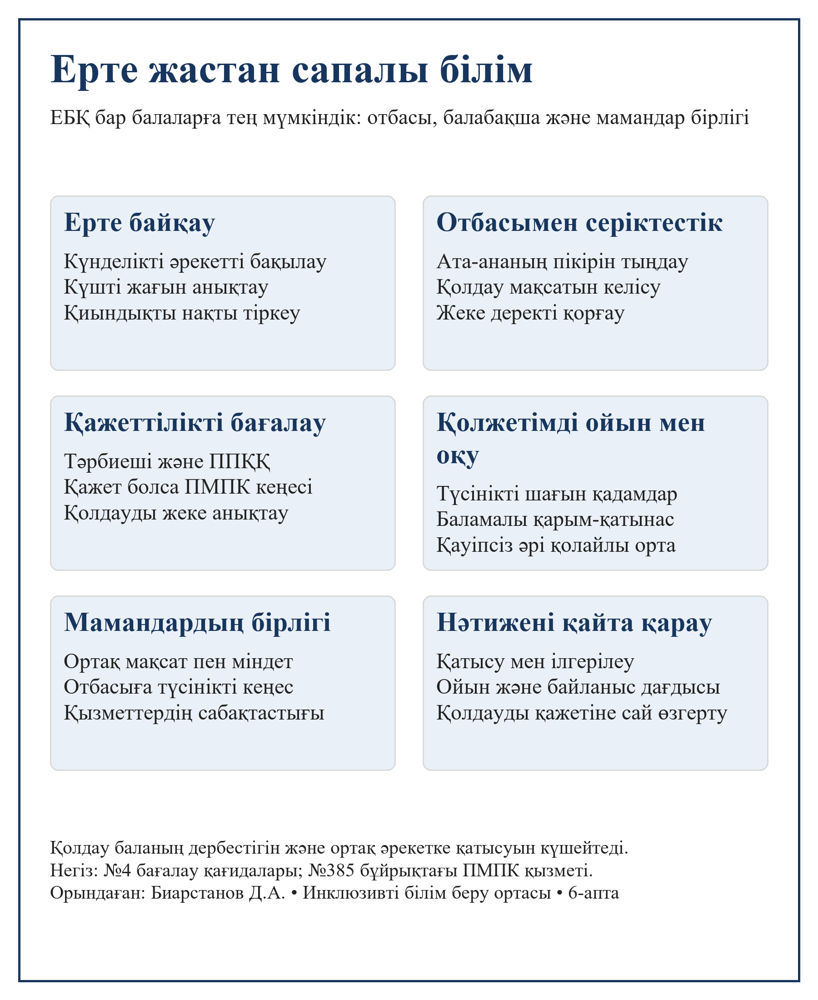 Ерте жастан сапалы білім
ЕБҚ бар балаларға тең мүмкіндік: отбасы, балабақша және мамандар бірлігі
Ерте байқау
Күнделікті әрекетті бақылау
Күшті жағын анықтау
Қиындықты нақты тіркеу
Отбасымен серіктестік
Ата-ананың пікірін тыңдау
Қолдау мақсатын келісу
Жеке деректі қорғау
Қажеттілікті бағалау
Тәрбиеші және ППҚҚ
Қажет болса ПМПК кеңесі
Қолдауды жеке анықтау
Қолжетімді ойын мен
оқу
Түсінікті шағын қадамдар
Баламалы қарым-қатынас
Қауіпсіз әрі қолайлы орта
Мамандардың бірлігі
Ортақ мақсат пен міндет
Отбасыға түсінікті кеңес
Қызметтердің сабақтастығы
Нәтижені қайта қарау
Қатысу мен ілгерілеу
Ойын және байланыс дағдысы
Қолдауды қажетіне сай өзгерту
Қолдау баланың дербестігін және ортақ әрекетке қатысуын күшейтеді.
Негіз: №4 бағалау қағидалары; №385 бұйрықтағы ПМПК қызметі.
Орындаған: Биарстанов Д.А. • Инклюзивті білім беру ортасы • 6-апта